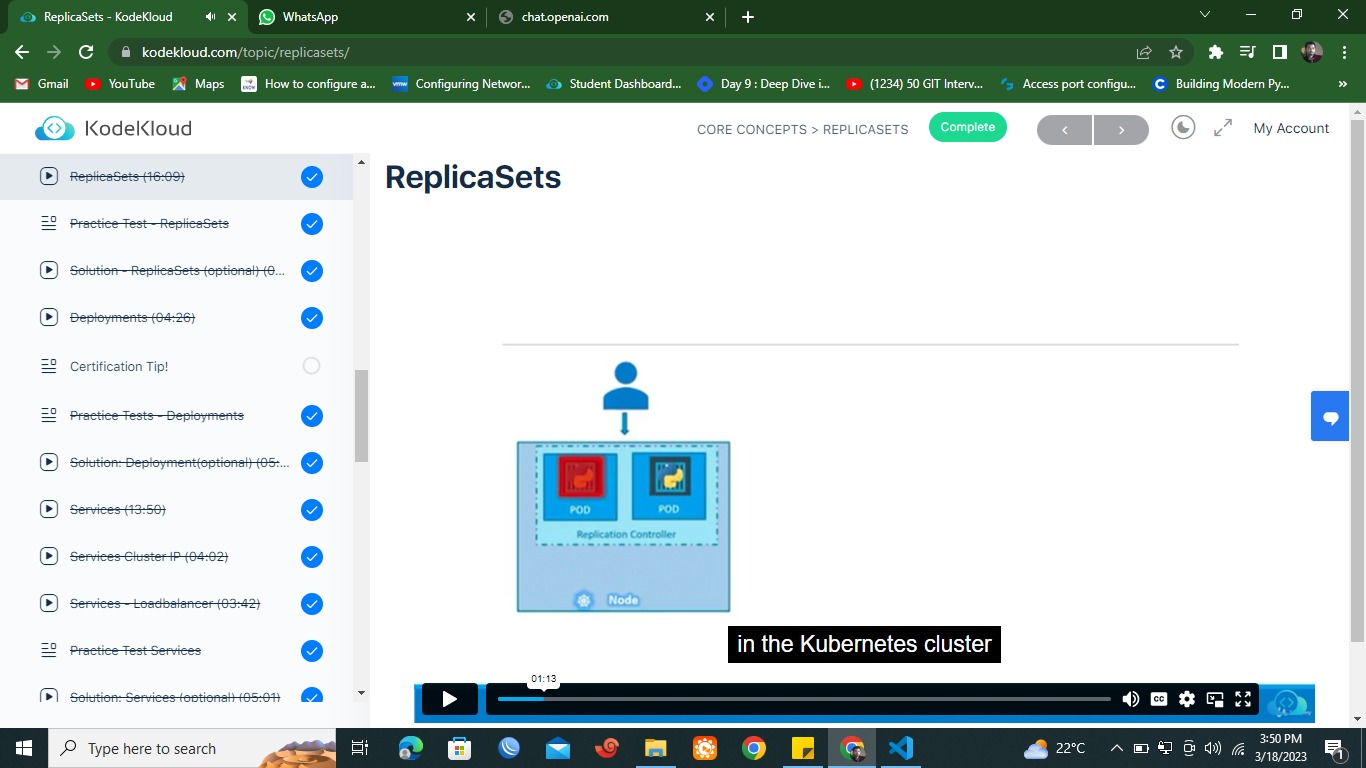 ReplicaSets - KodeKloud
WhatsApp
chat.openai.com
kodekloud.com/topic/replicasets/
Gmail
YouTube
Maps
How to configure a...
Configuring Networ...
Student Dashboard...
Day 9 : Deep Dive i...
(1234) 50 GIT Interv...
Access port configu...
Building Modern Py...
KodeKloud
CORE CONCEPTS > REPLICASETS
Complete
My Account
ReplicaSets (16:09)
Practice Test - ReplicaSets
Solution - ReplicaSets (optional) (0...
Deployments (04:26)
Certification Tip!
Practice Tests - Deployments
Solution: Deployment(optional) (05:...
Services (13:50)
Services Cluster IP (04:02)
Services - Loadbalancer (03:42)
Practice Test Services
Solution: Services (optional) (05:01)
ReplicaSets
POD
POD
Replication Controller
Node
in the Kubernetes cluster
01:13
CC
Type here to search
22°C
3:50 PM
3/18/2023
1